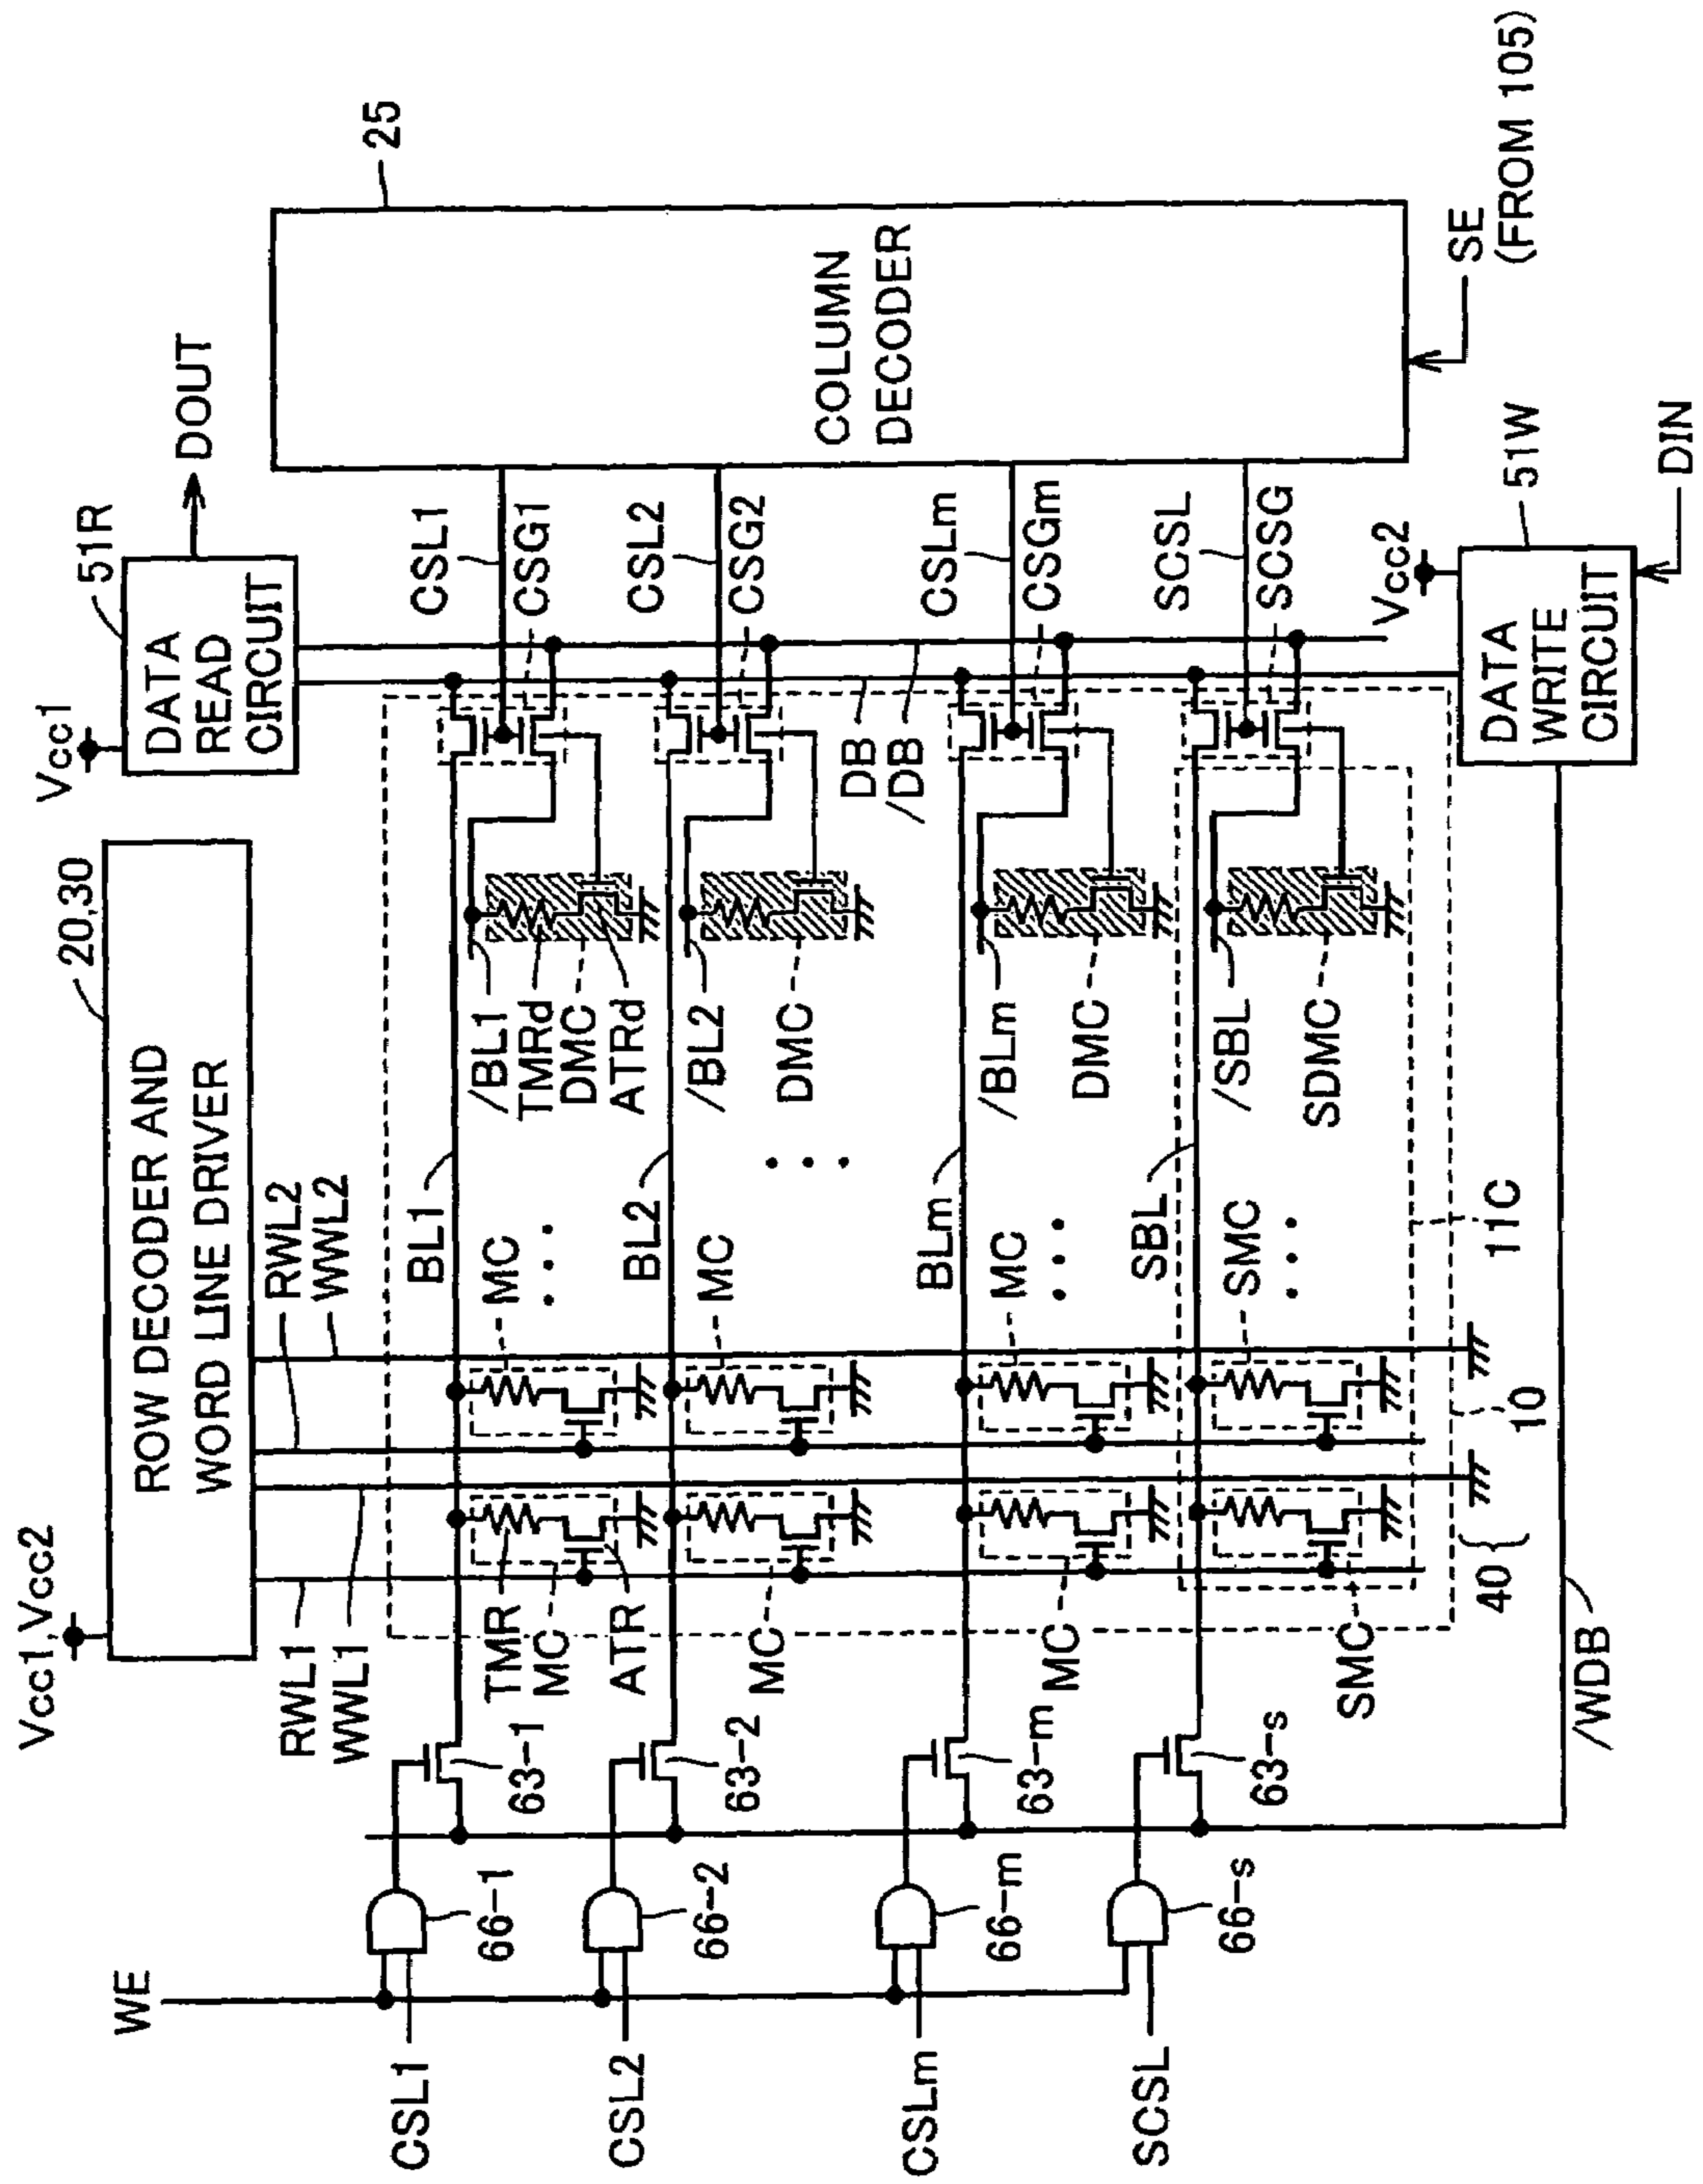 Vcc1,Vcc2
20,30
ROW DECODER AND
WORD LINE DRIVER
Vcc1
51R
DATA
READ
CIRCUIT
DOUT
25
COLUMN
DECODER
SE
(FROM 105)
WE
CSL1
66-1
63-1
RWL1
WWL1
RWL2
WWL2
TMR
MC
ATR
MC
BL1
/BL1
TMRd
DMC
ATRd
CSL1
CSG1
CSL2
66-2
63-2
MC
MC
BL2
/BL2
DMC
CSL2
CSG2
DB
/DB
CSLm
66-m
63-m
MC
MC
BLm
/BLm
DMC
CSLm
CSGm
SCSL
66-s
63-s
SMC
SMC
SBL
/SBL
SDMC
SCSL
SCSG
40
10
11C
/WDB
Vcc2
51W
DATA
WRITE
CIRCUIT
DIN